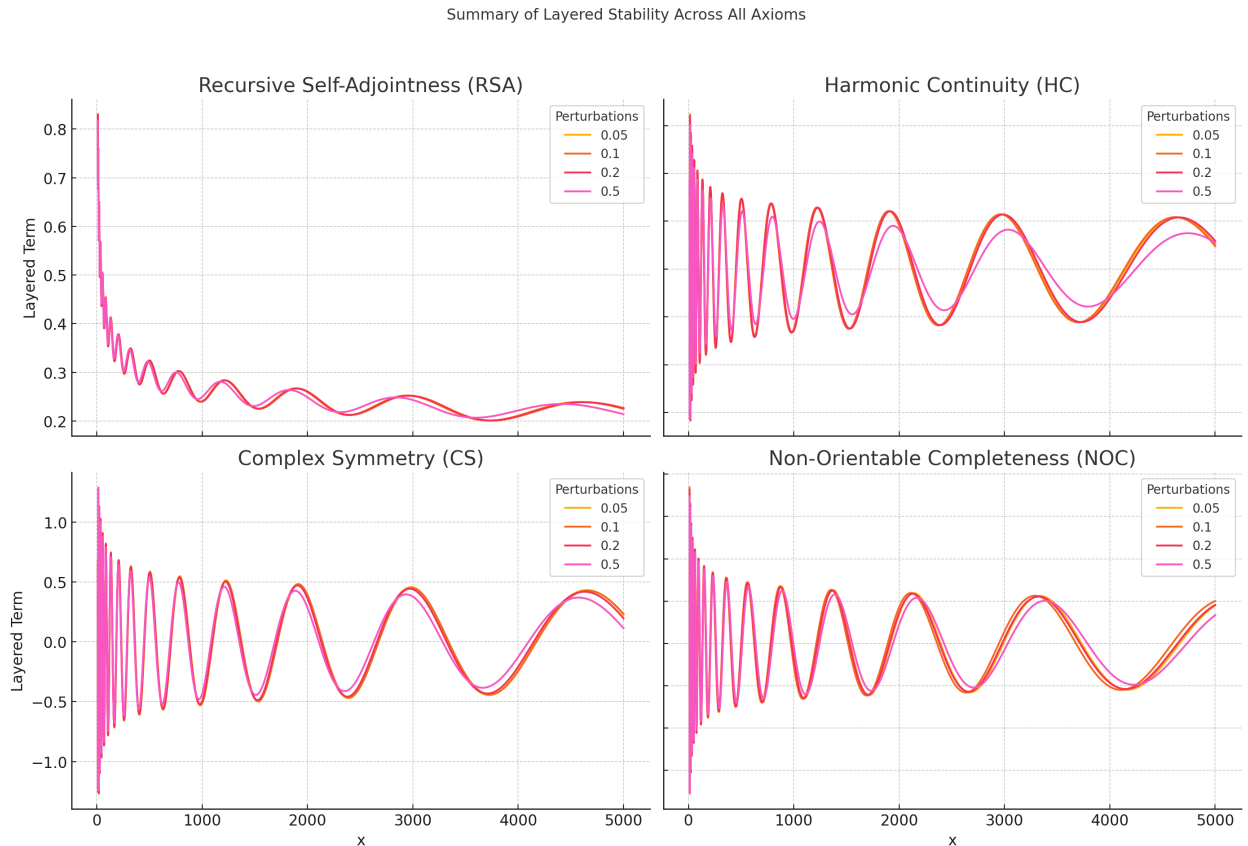 Summary of Layered Stability Across All Axioms
Recursive Self-Adjointness (RSA)
Layered Term
0.8
0.7
0.6
0.5
0.4
0.3
0.2
Perturbations
0.05
0.1
0.2
0.5
Harmonic Continuity (HC)
Perturbations
0.05
0.1
0.2
0.5
Complex Symmetry (CS)
Layered Term
1.0
0.5
0.0
−0.5
−1.0
Perturbations
0.05
0.1
0.2
0.5
0 1000 2000 3000 4000 5000
x
Non-Orientable Completeness (NOC)
Perturbations
0.05
0.1
0.2
0.5
0 1000 2000 3000 4000 5000
x